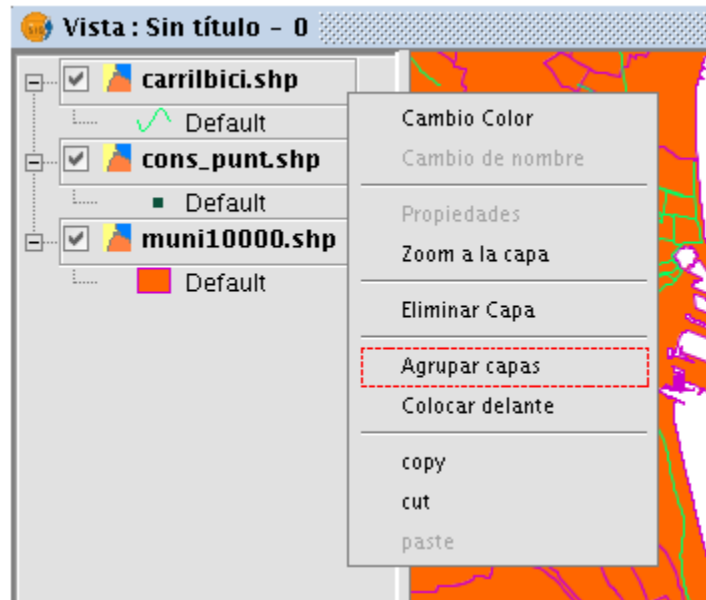 Vista : Sin título - 0
carrilbici.shp
Default
cons_punt.shp
Default
muni10000.shp
Default
Cambio Color
Cambio de nombre
Propiedades
Zoom a la capa
Eliminar Capa
Agrupar capas
Colocar delante
copy
cut
paste